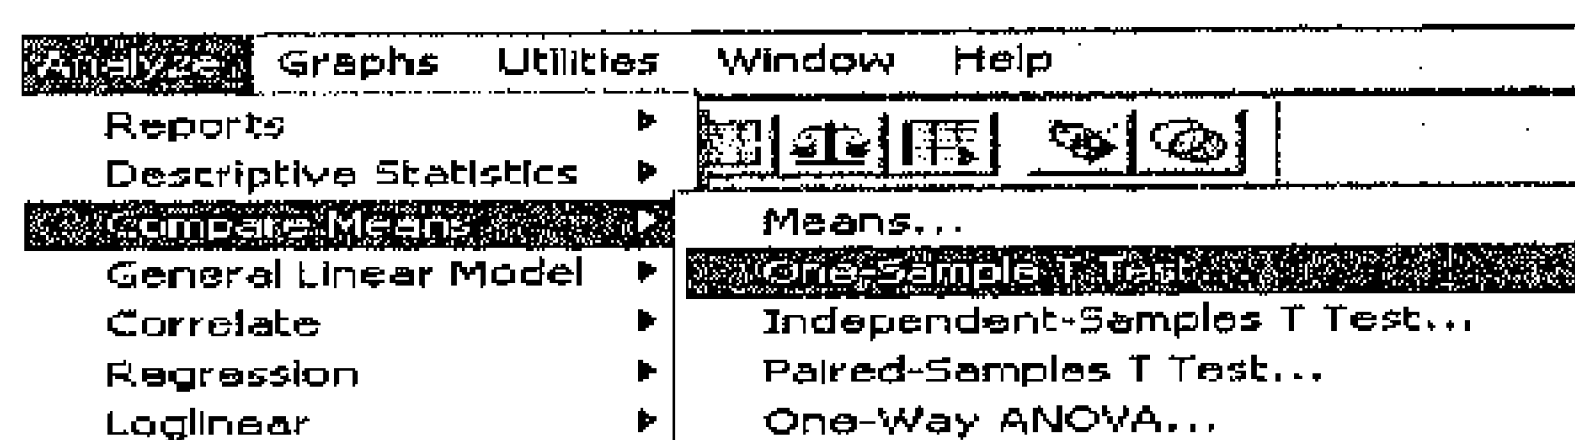 Analyze Graphs Utilities Window Help
Reports
Descriptive Statistics
Compare Means
General Linear Model
Correlate
Regression
Loglinear
Means...
One-Sample T Test...
Independent-Samples T Test...
Paired-Samples T Test...
One-Way ANOVA...